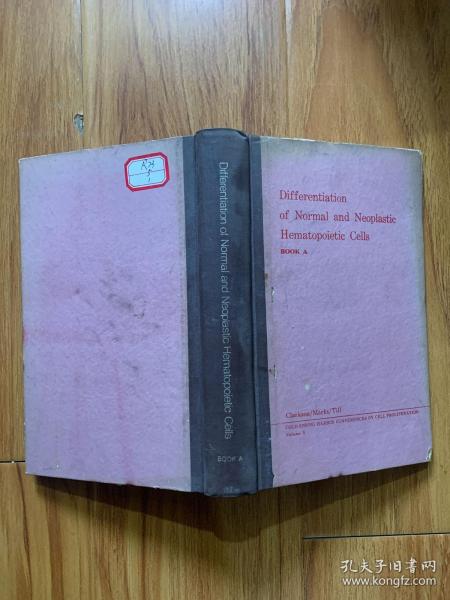 Differentiation
of Normal and Neoplastic
Hematopoietic Cells
BOOK A
Clarkson/Marks/Till
COLD SPRING HARBOR CONFERENCES ON CELL PROLIFERATION
Volume 5
Differentiation of Normal and Neoplastic Hematopoietic Cells
BOOK A
孔夫子旧书网
www.kongfz.com